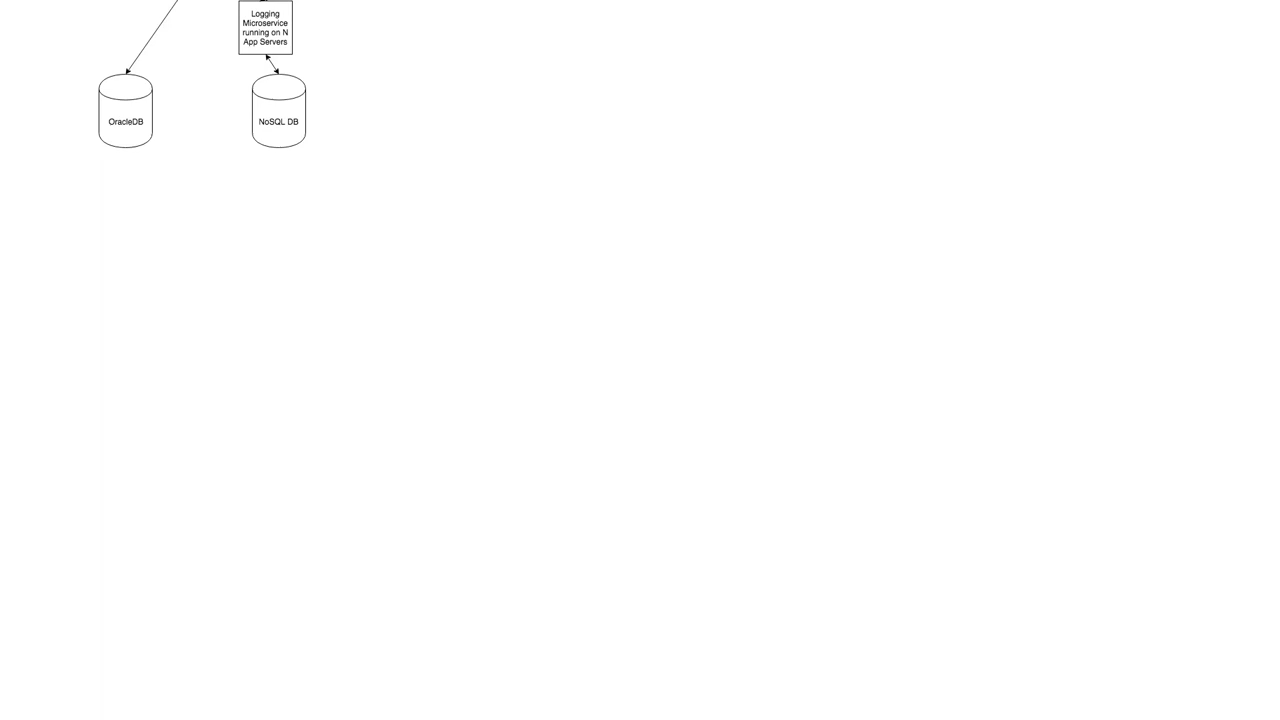 Logging
Microservice
running on N
App Servers
OracleDB
NoSQL DB